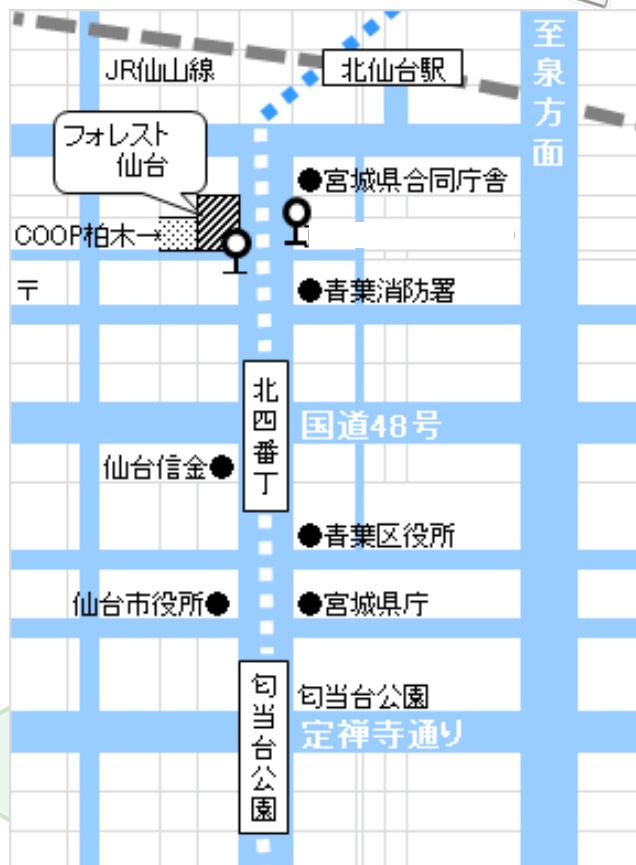 JR仙山線
北仙台駅
至泉方面
フォレスト
仙台
●宮城県合同庁舎
COOP柏木→
〒
●青葉消防署
北四番丁
国道48号
仙台信金●
●青葉区役所
仙台市役所●
●宮城県庁
匂当台公園
匂当台公園
定禅寺通り